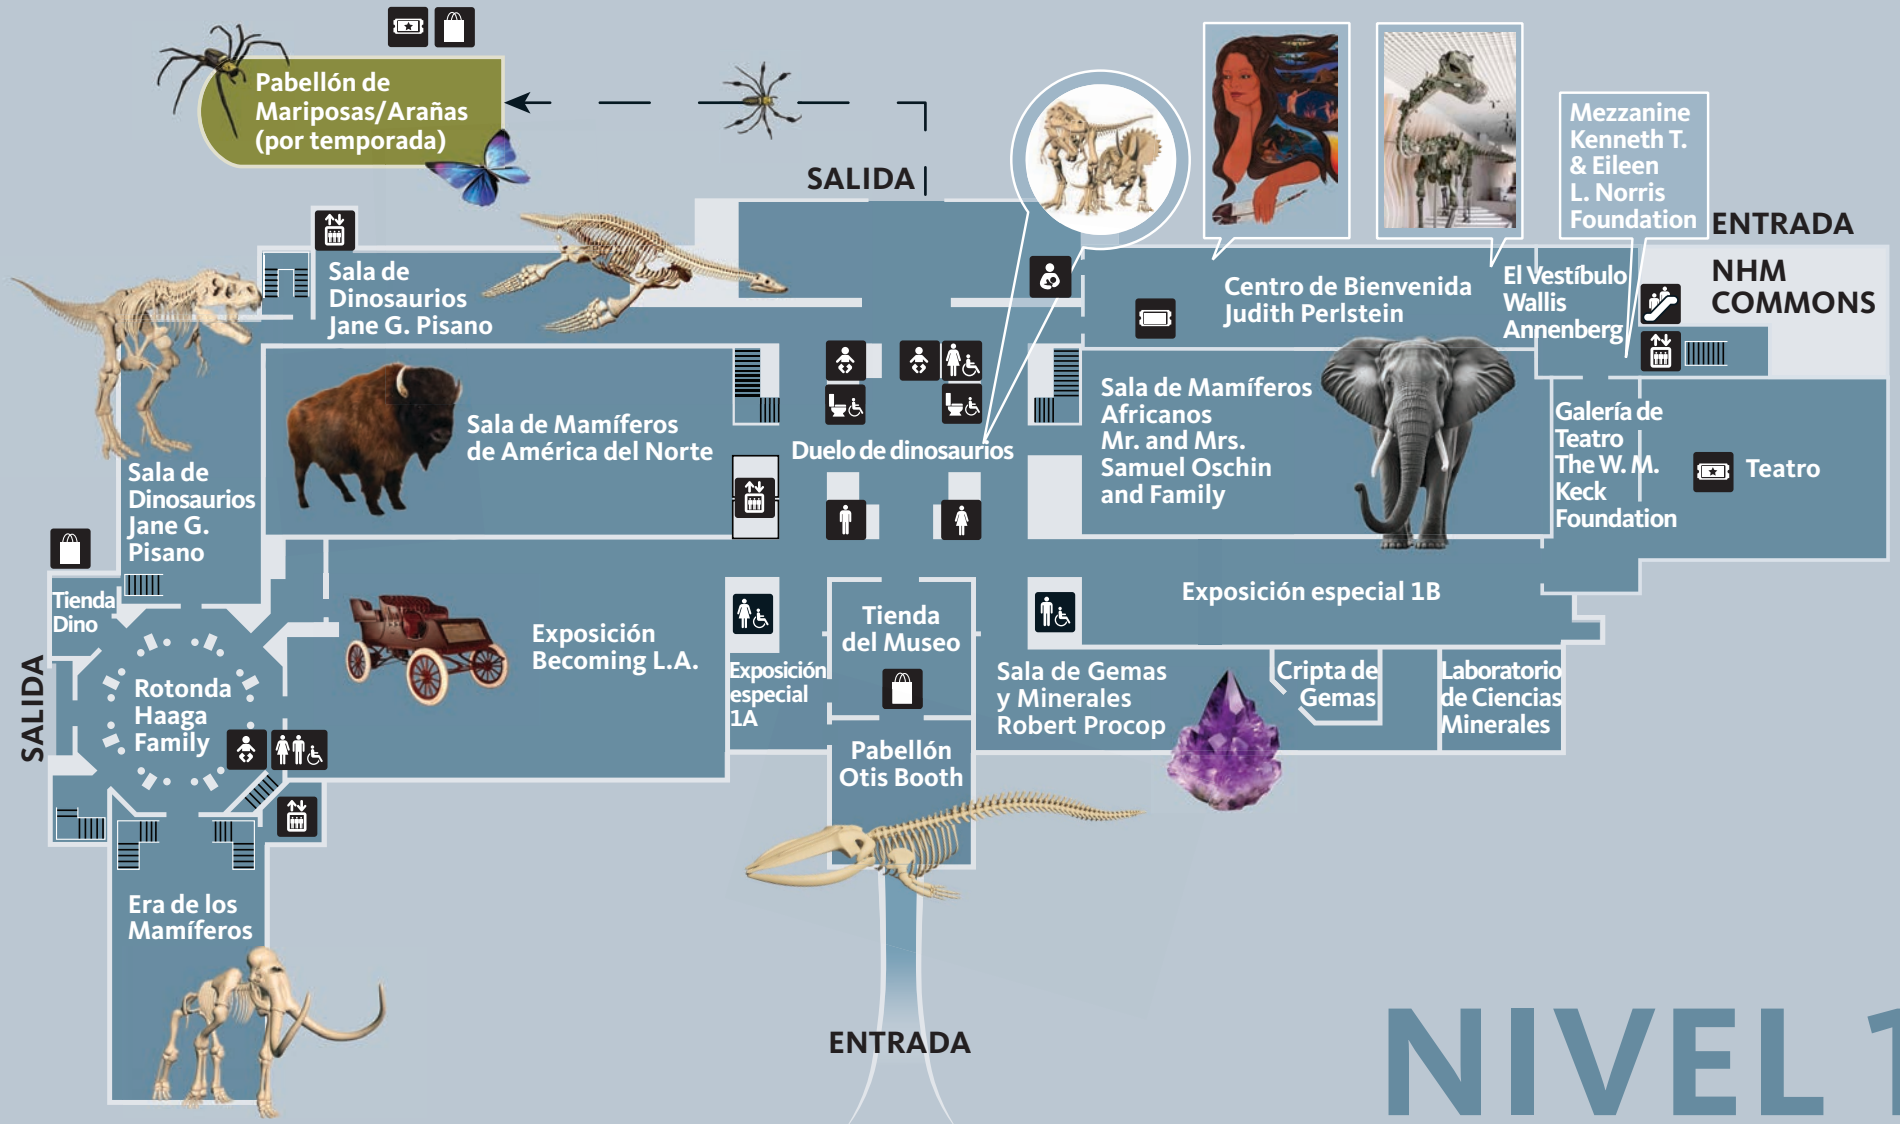 Pabellón de
Mariposas/Arañas
(por temporada)
SALIDA
Mezzanine
Kenneth T.
& Eileen
L. Norris
Foundation
ENTRADA
NHM
COMMONS
Sala de
Dinosaurios
Jane G. Pisano
Centro de Bienvenida
Judith Perlstein
El Vestíbulo
Wallis
Annenberg
Sala de Mamíferos
de América del Norte
Duelo de dinosaurios
Sala de Mamíferos
Africanos
Mr. and Mrs.
Samuel Oschin
and Family
Galería de
Teatro
The W. M.
Keck
Foundation
Teatro
Sala de
Dinosaurios
Jane G.
Pisano
Tienda
Dino
Exposición
Becoming L.A.
Tienda
del Museo
Exposición especial 1B
SALIDA
Rotonda
Haaga
Family
Exposición
especial
1A
Sala de Gemas
y Minerales
Robert Procop
Cripta de
Gemas
Laboratorio
de Ciencias
Minerales
Pabellón
Otis Booth
Era de los
Mamíferos
ENTRADA
NIVEL 1